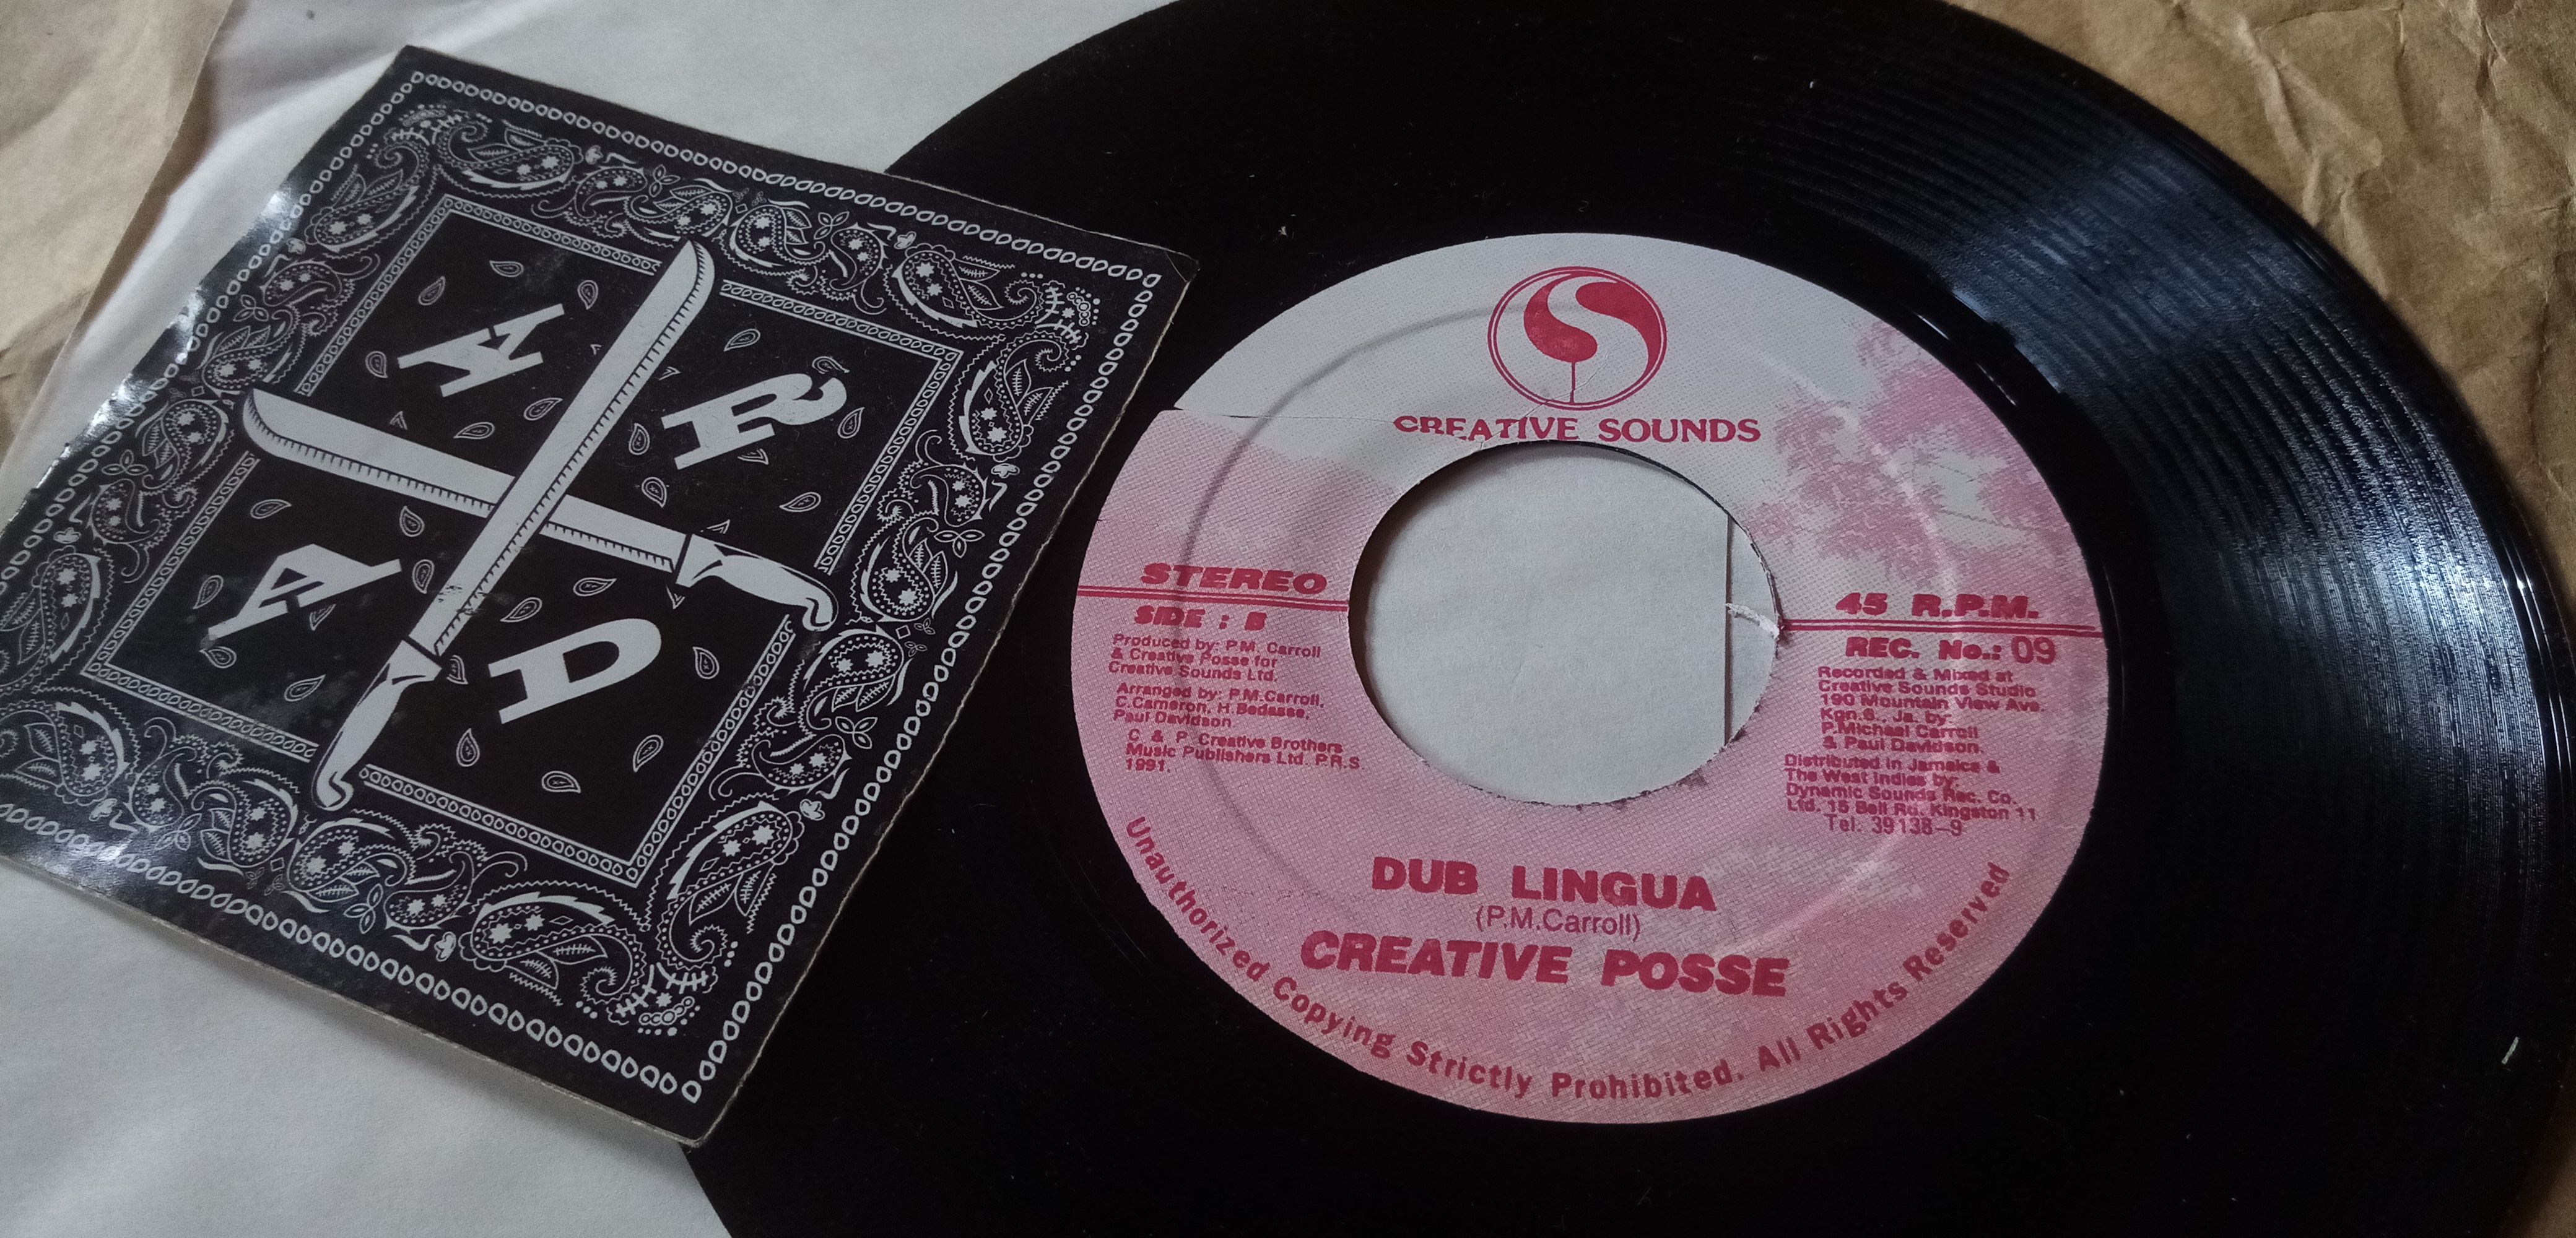 A R
A D
CREATIVE SOUNDS
STEREO
SIDE : B
Produced by: P.M. Carroll
& Creative Posse for
Creative Sounds Ltd.
Arranged by: P.M.Carroll,
C.Cameron, H.Bedasse,
Paul Davidson
C & P Creative Brothers
Music Publishers Ltd. P.R.S.
1991.
45 R.P.M.
REC. No.: 09
Recorded & Mixed at
Creative Sounds Studio
190 Mountain View Ave.
Kgn.6., Ja. by:
P.Michael Carroll
& Paul Davidson.
Distributed in Jamaica &
The West Indies by:
Dynamic Sounds Rec. Co.
Ltd. 15 Bell Rd. Kingston 11
Tel: 39138-9
DUB LINGUA
(P.M.Carroll)
CREATIVE POSSE
Unauthorized Copying Strictly Prohibited. All Rights Reserved